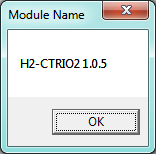 Module Name
H2-CTRIO2 1.0.5
OK